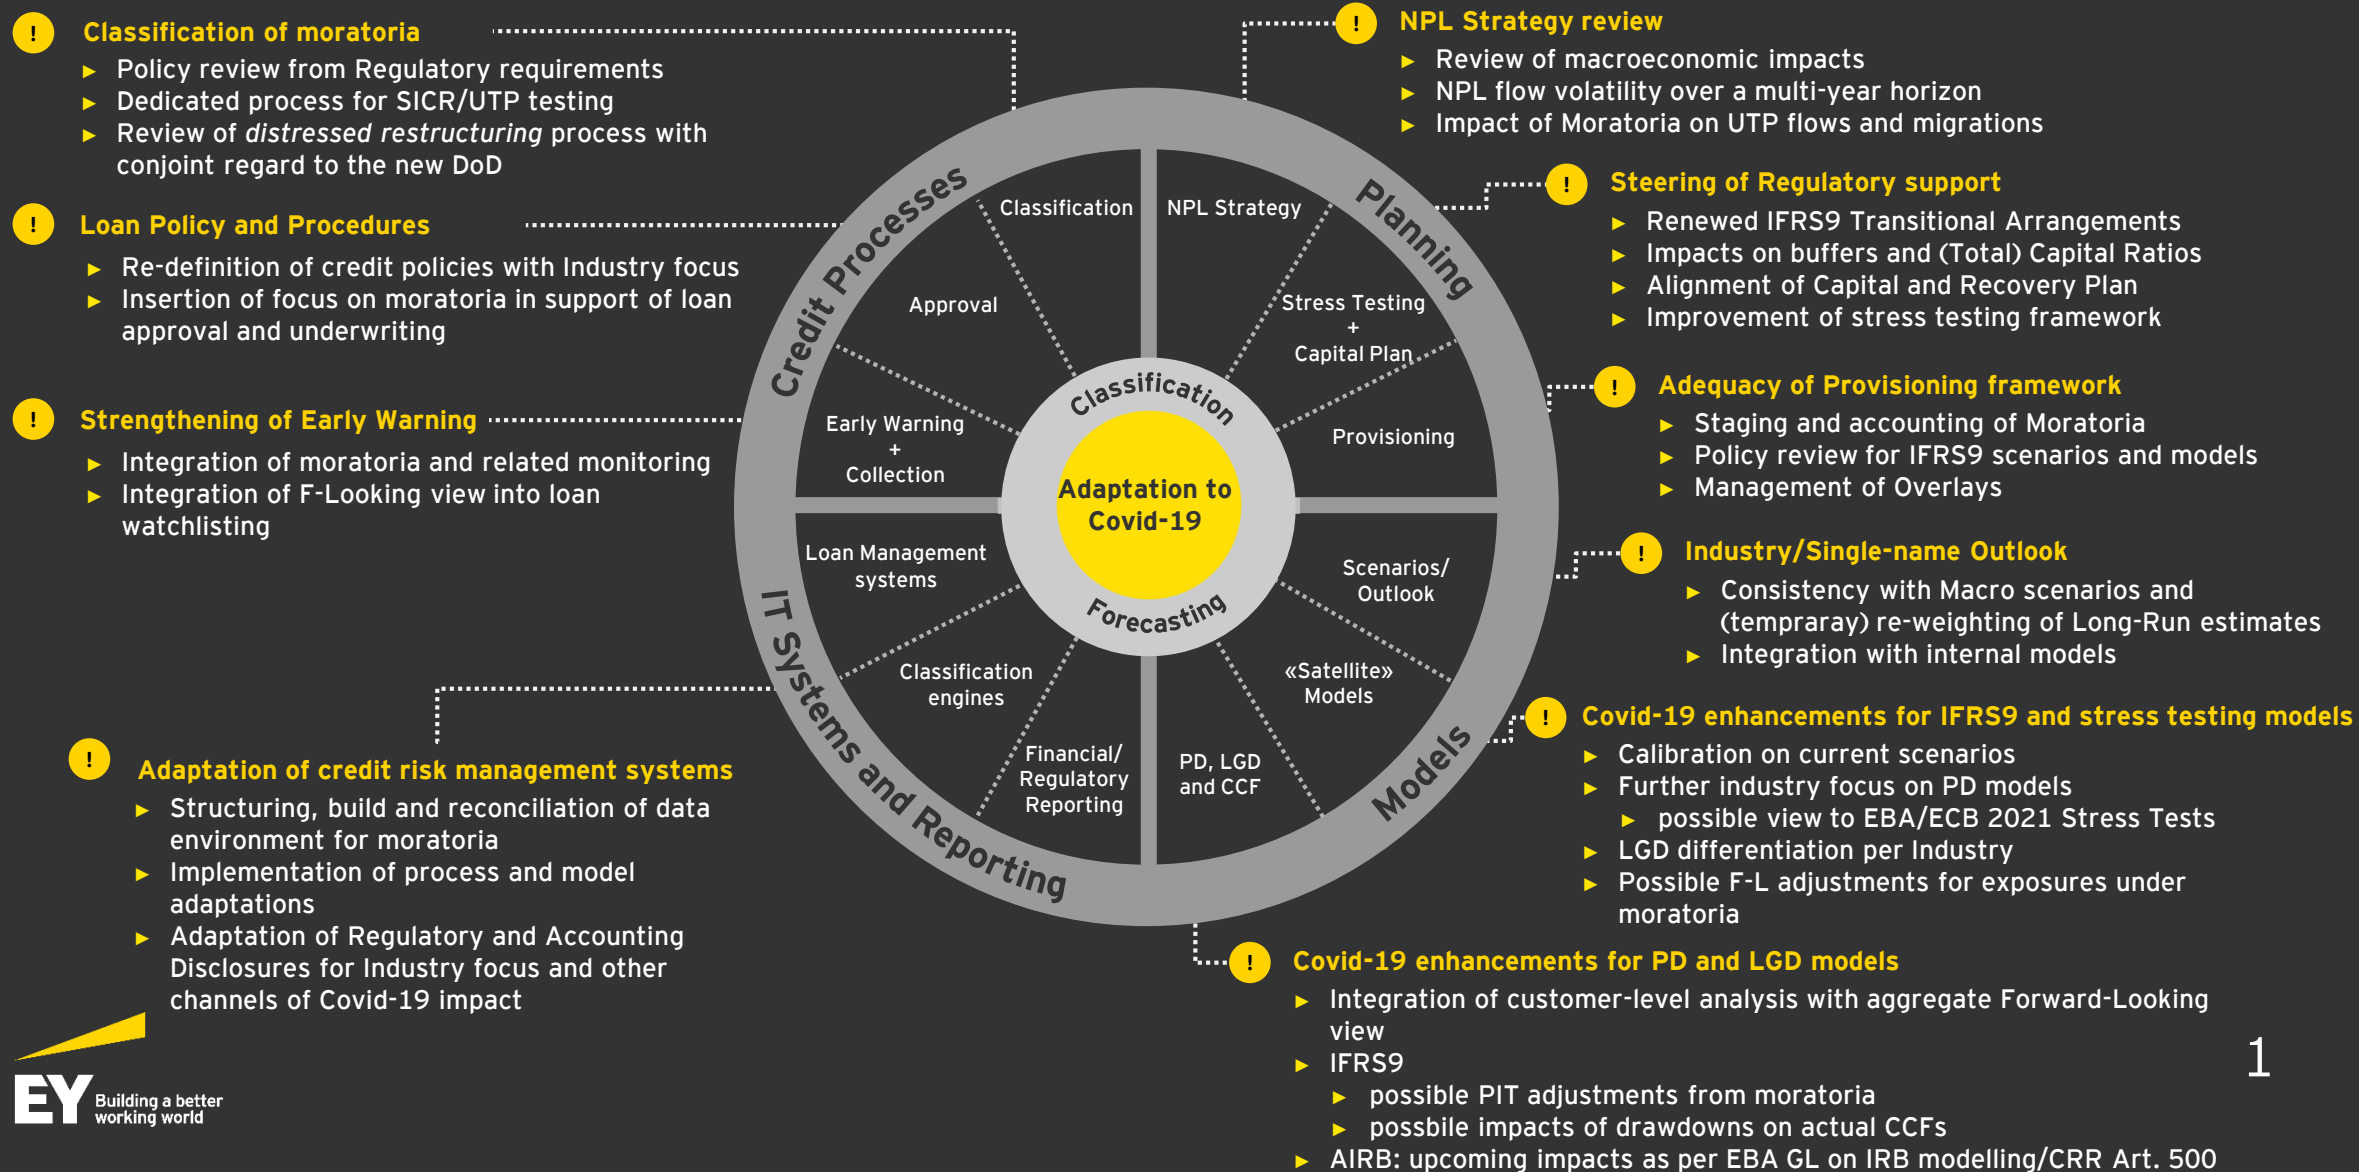 Classification of moratoria
Policy review from Regulatory requirements
Dedicated process for SICR/UTP testing
Review of distressed restructuring process with
conjoint regard to the new DoD
Loan Policy and Procedures
Re-definition of credit policies with Industry focus
Insertion of focus on moratoria in support of loan
approval and underwriting
Strengthening of Early Warning
Integration of moratoria and related monitoring
Integration of F-Looking view into loan
watchlisting
Adaptation of credit risk management systems
Structuring, build and reconciliation of data
environment for moratoria
Implementation of process and model
adaptations
Adaptation of Regulatory and Accounting
Disclosures for Industry focus and other
channels of Covid-19 impact
Credit Processes
Planning
IT Systems and Reporting
Models
Classification
NPL Strategy
Approval
Stress Testing
+
Capital Plan
Early Warning
+
Collection
Provisioning
Classification
Adaptation to
Covid-19
Forecasting
Loan Management
systems
Scenarios/
Outlook
Classification
engines
«Satellite»
Models
Financial/
Regulatory
Reporting
PD, LGD
and CCF
NPL Strategy review
Review of macroeconomic impacts
NPL flow volatility over a multi-year horizon
Impact of Moratoria on UTP flows and migrations
Steering of Regulatory support
Renewed IFRS9 Transitional Arrangements
Impacts on buffers and (Total) Capital Ratios
Alignment of Capital and Recovery Plan
Improvement of stress testing framework
Adequacy of Provisioning framework
Staging and accounting of Moratoria
Policy review for IFRS9 scenarios and models
Management of Overlays
Industry/Single-name Outlook
Consistency with Macro scenarios and
(tempraray) re-weighting of Long-Run estimates
Integration with internal models
Covid-19 enhancements for IFRS9 and stress testing models
Calibration on current scenarios
Further industry focus on PD models
possible view to EBA/ECB 2021 Stress Tests
LGD differentiation per Industry
Possible F-L adjustments for exposures under
moratoria
Covid-19 enhancements for PD and LGD models
Integration of customer-level analysis with aggregate Forward-Looking
view
IFRS9
possible PIT adjustments from moratoria
possbile impacts of drawdowns on actual CCFs
AIRB: upcoming impacts as per EBA GL on IRB modelling/CRR Art. 500
EY
Building a better
working world
1